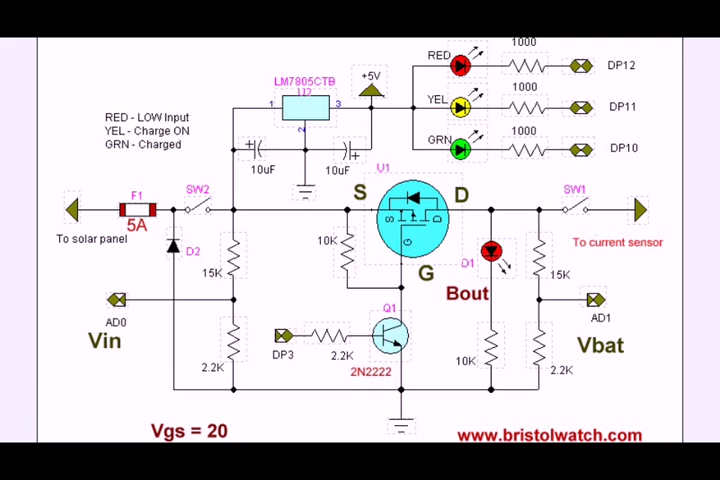 RED
1000
DP12
LM7805CTB
U2
+5V
1
3
2
YEL
1000
DP11
RED - LOW Input
YEL - Charge ON
GRN - Charged
10uF
10uF
GRN
1000
DP10
U1
F1
5A
SW2
S
D
SW1
To solar panel
S
D
G
To current sensor
D2
10K
15K
G
D1
15K
AD0
Vin
Bout
AD1
Vbat
Q1
DP3
2.2K
2.2K
2N2222
10K
2.2K
Vgs = 20
www.bristolwatch.com